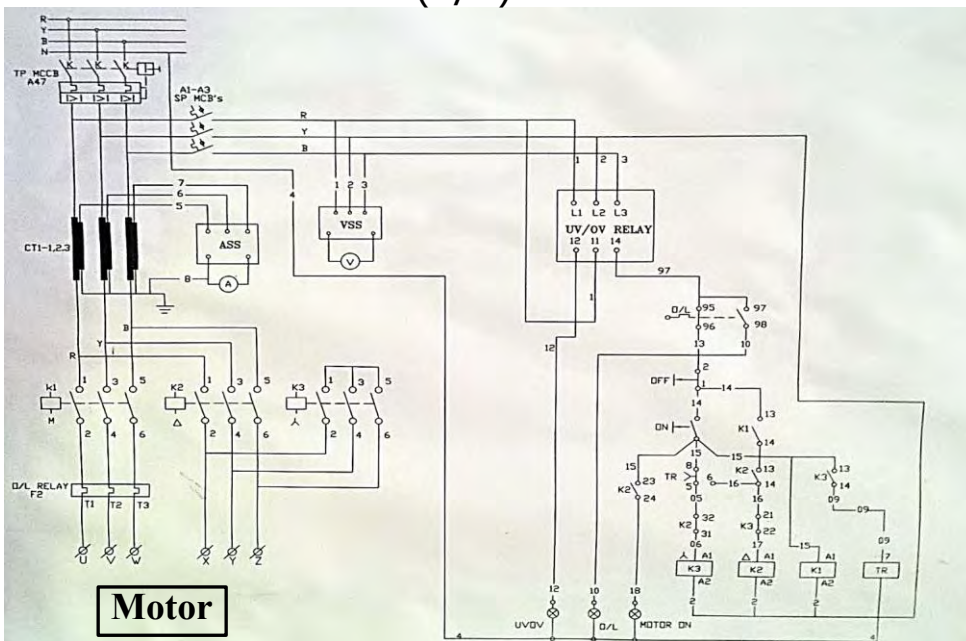 R
Y
B
N
TP MCCB
A47
I>I I>I I>I
A1-A3
SP MCB's
R
Y
B
1 2 3
4
7
6
5
1 2 3
VSS
V
L1 L2 L3
UV/OV RELAY
12 11 14
CT1-1,2,3
ASS
8 A
97
1
O/L 95 97
96 98
12 13 10
B
Y
R
2
OFF
1 14
14
K1 1 3 5
M
2 4 6
K2 1 3 5
△
2 4 6
K3 1 3 5
2 4 6
ON
13
K1
14
15 15
15
K2 23
24
TR 8
5
6 16
K2 13
14
K3 13
14
D9
D9
O/L RELAY
F2
T1 T2 T3
05
K2 32
31
06
16
K3 21
22
17
15
D9
A1
K3
A2
△ A1
K2
A2
A1
K1
A2
7
TR
2 2 2
U V W X Y Z
12 10 18
UVOV O/L MOTOR ON
4 4
Motor